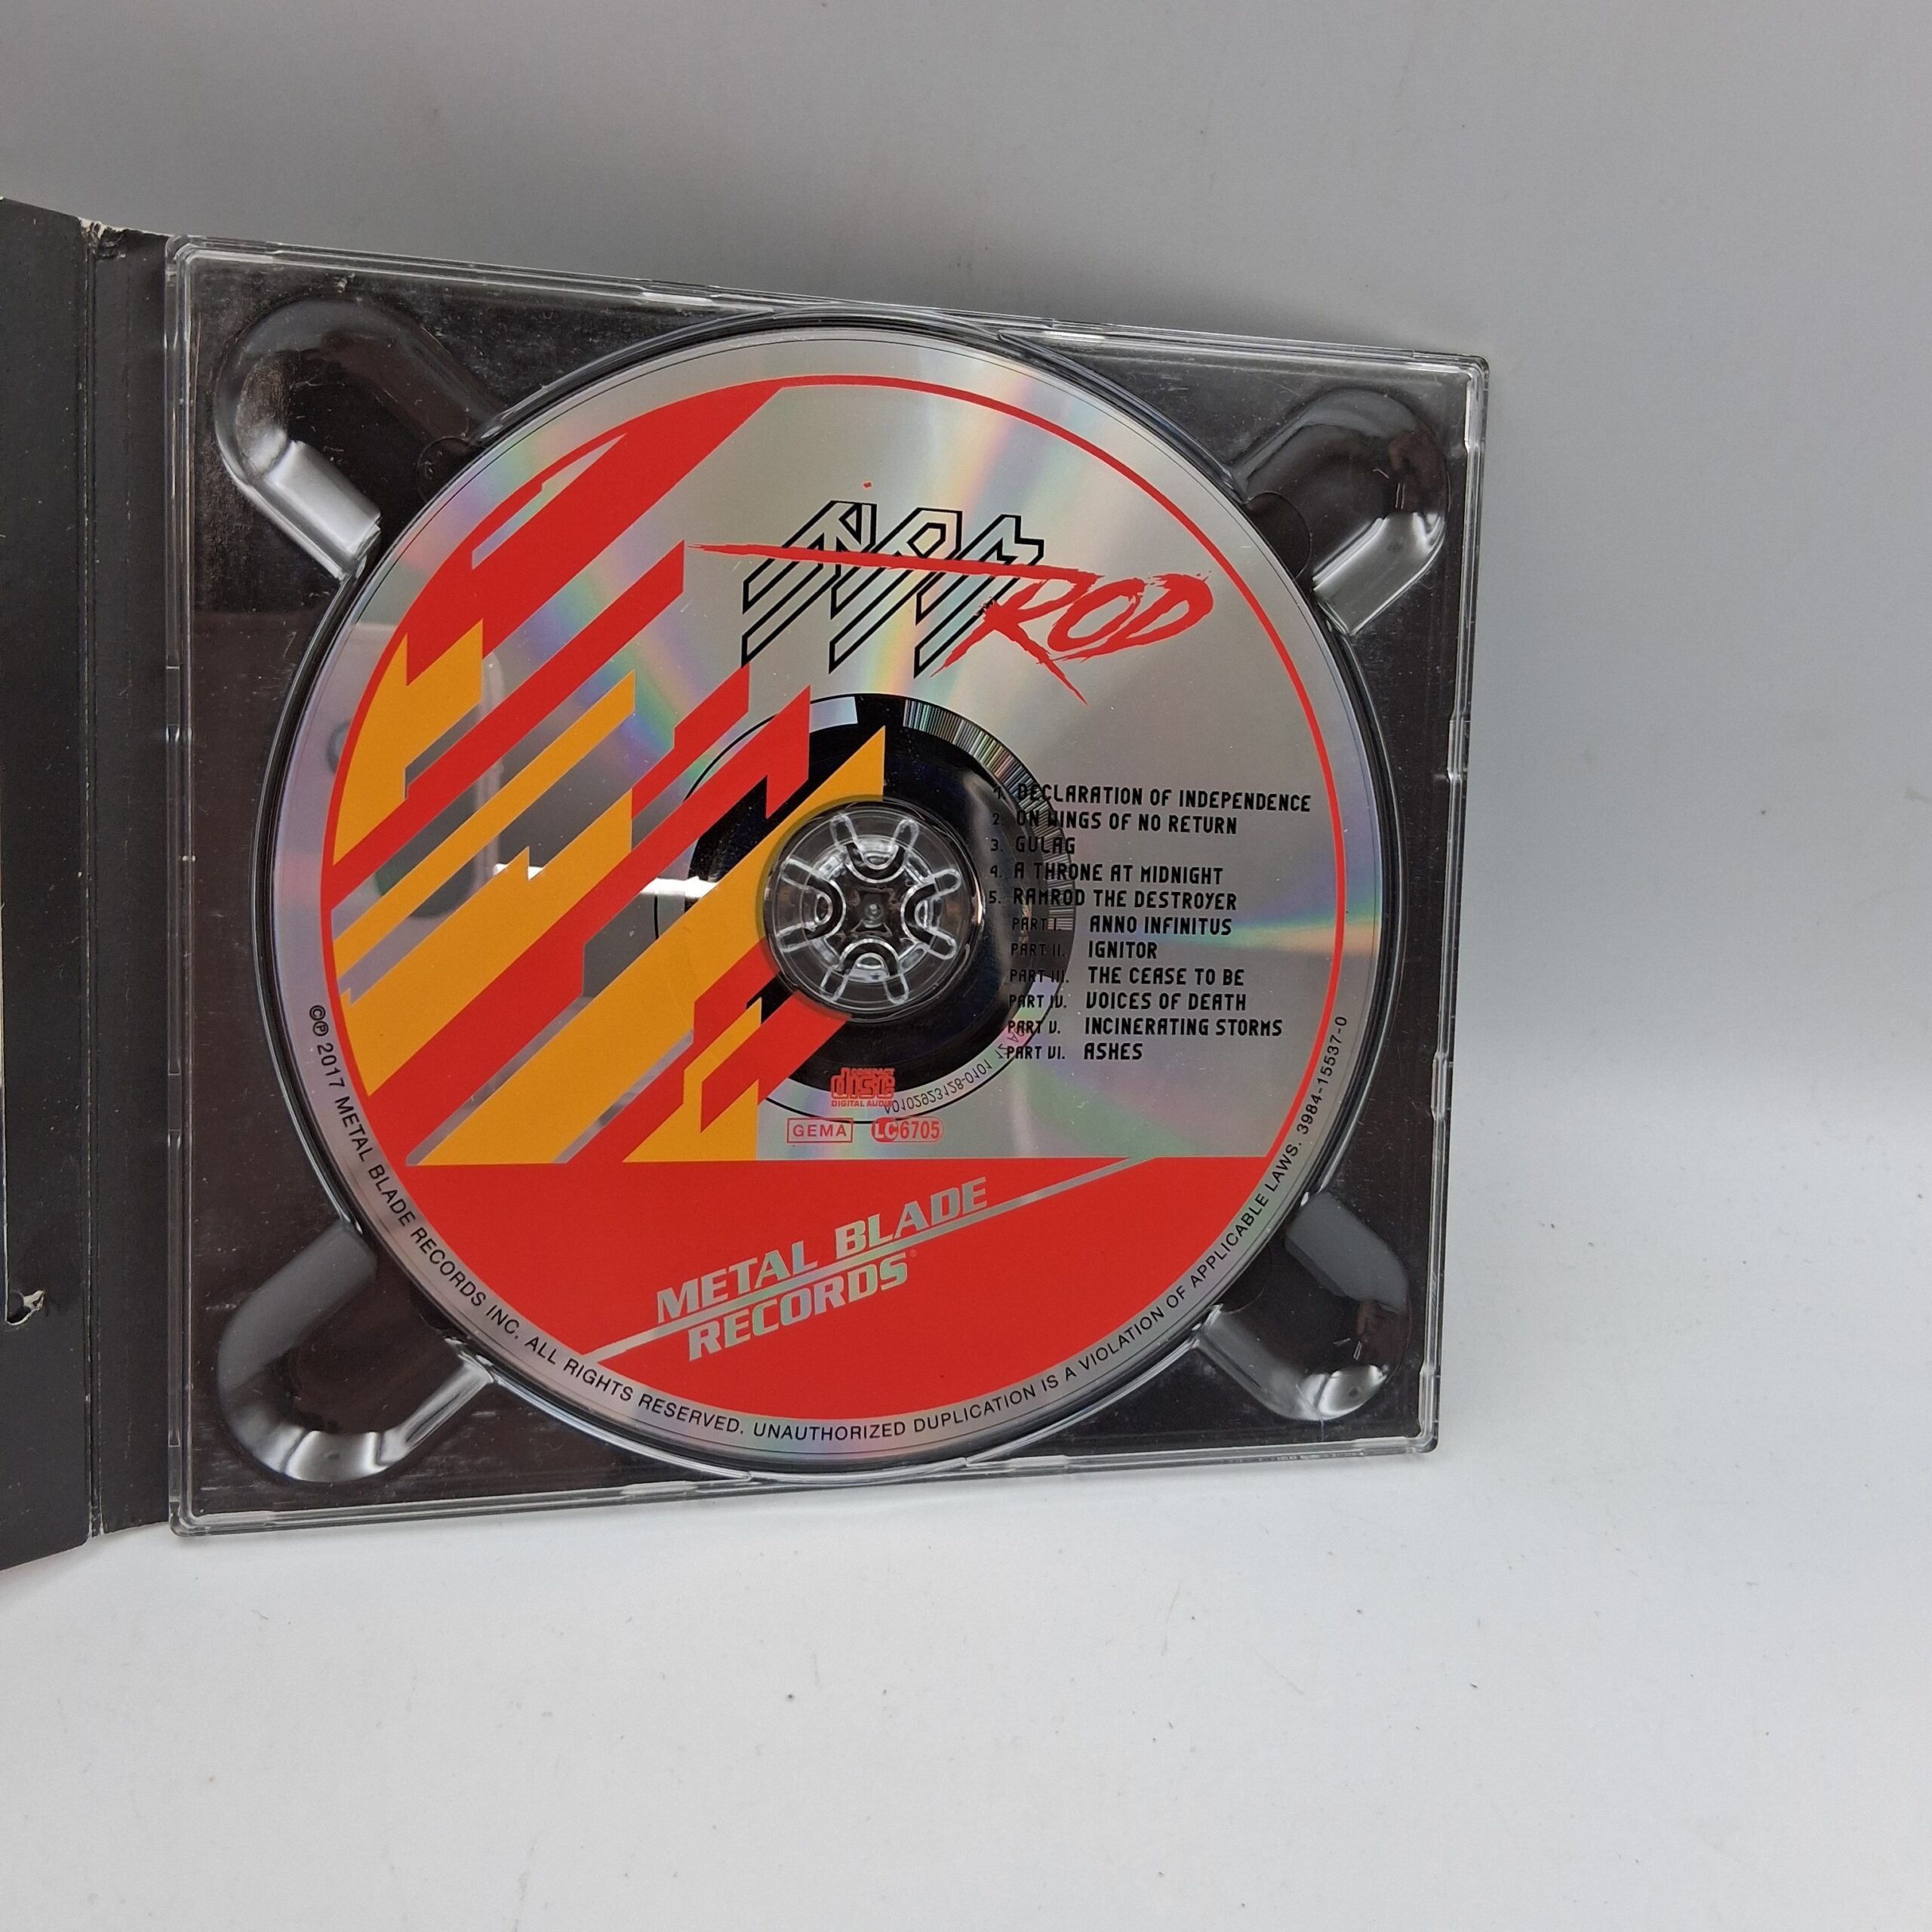 RAM
ROD
1. DECLARATION OF INDEPENDENCE
2. ON WINGS OF NO RETURN
3. GULAG
4. A THRONE AT MIDNIGHT
5. RAMROD THE DESTROYER
PART I. ANNO INFINITUS
PART II. IGNITOR
PART III. THE CEASE TO BE
PART IV. VOICES OF DEATH
PART V. INCINERATING STORMS
PART VI. ASHES
COMPACT
disc
DIGITAL AUDIO
A0102923128-0101
GEMA LC6705
METAL BLADE
RECORDS®
©℗ 2017 METAL BLADE RECORDS INC. ALL RIGHTS RESERVED. UNAUTHORIZED DUPLICATION IS A VIOLATION OF APPLICABLE LAWS. 3984-15537-0